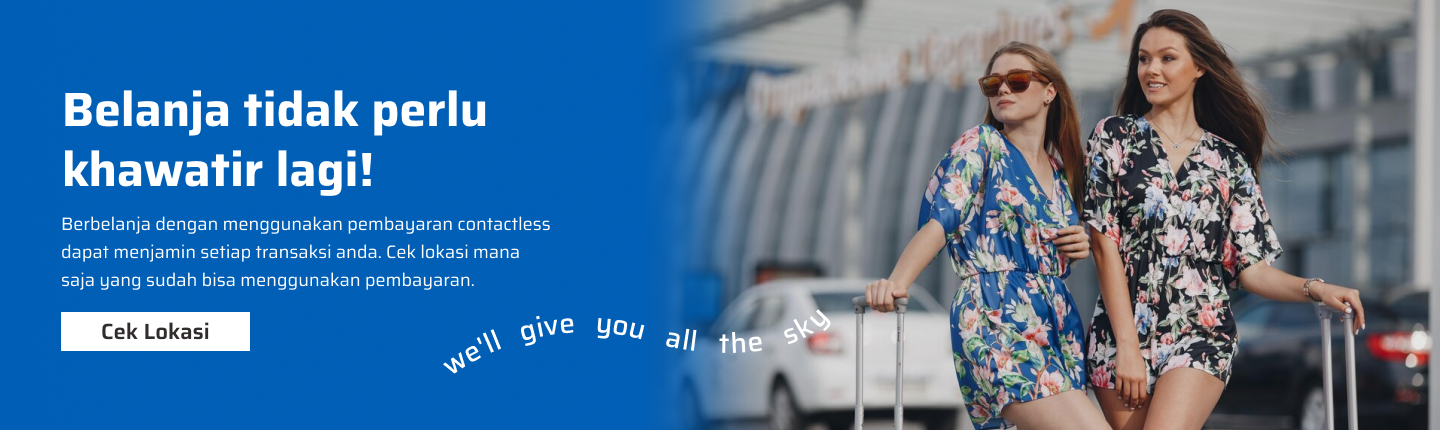 Belanja tidak perlu
khawatir lagi!
Berbelanja dengan menggunakan pembayaran contactless
dapat menjamin setiap transaksi anda. Cek lokasi mana
saja yang sudah bisa menggunakan pembayaran.
Cek Lokasi
we'll give you all the sky